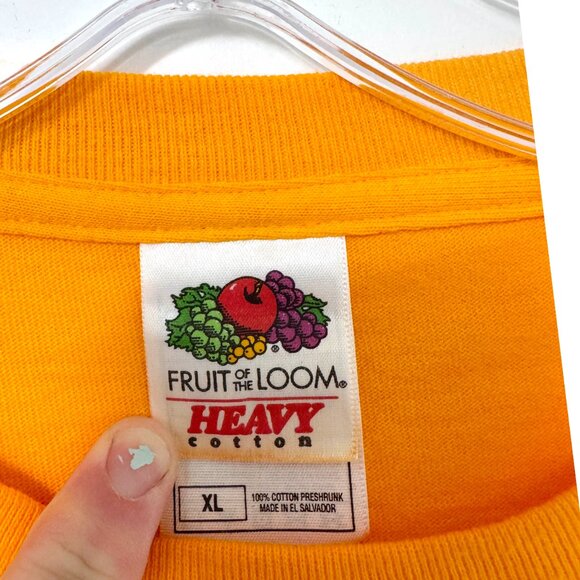 FRUIT OF THE LOOM®
HEAVY
cotton
XL
100% COTTON PRESHRUNK
MADE IN EL SALVADOR